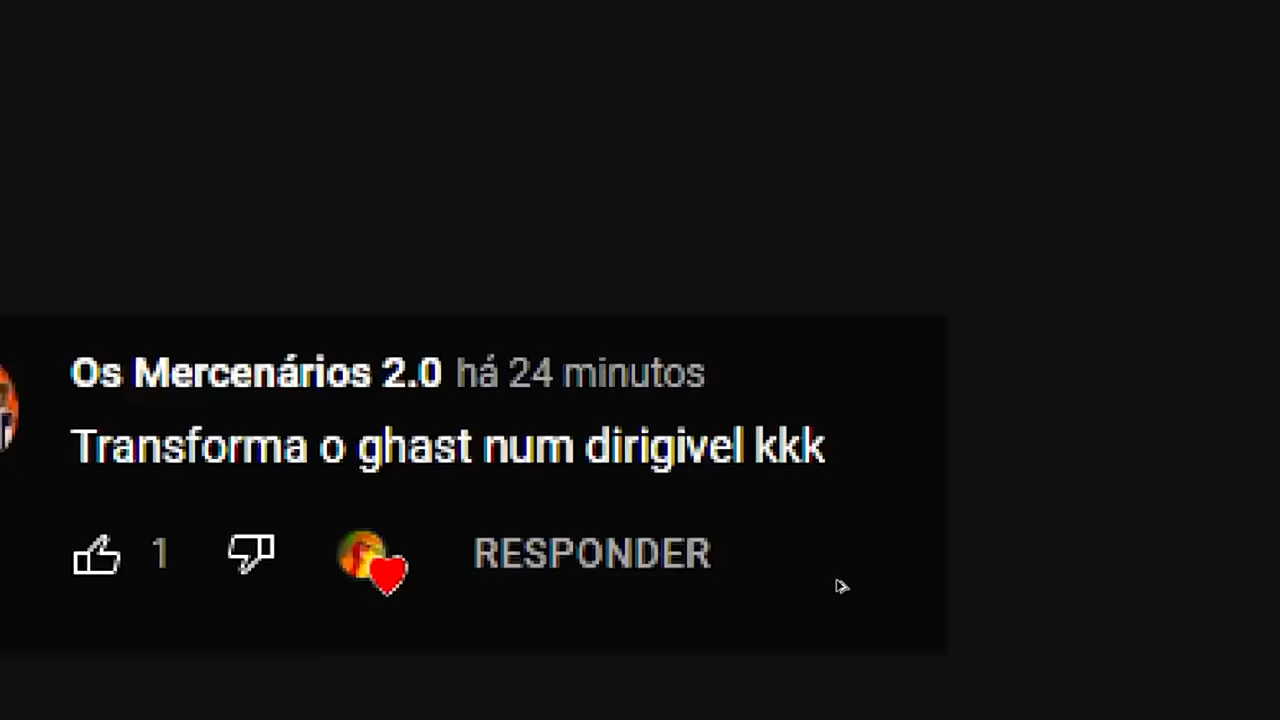 Os Mercenários 2.0 há 24 minutos
Transforma o ghast num dirigivel kkk
1 RESPONDER